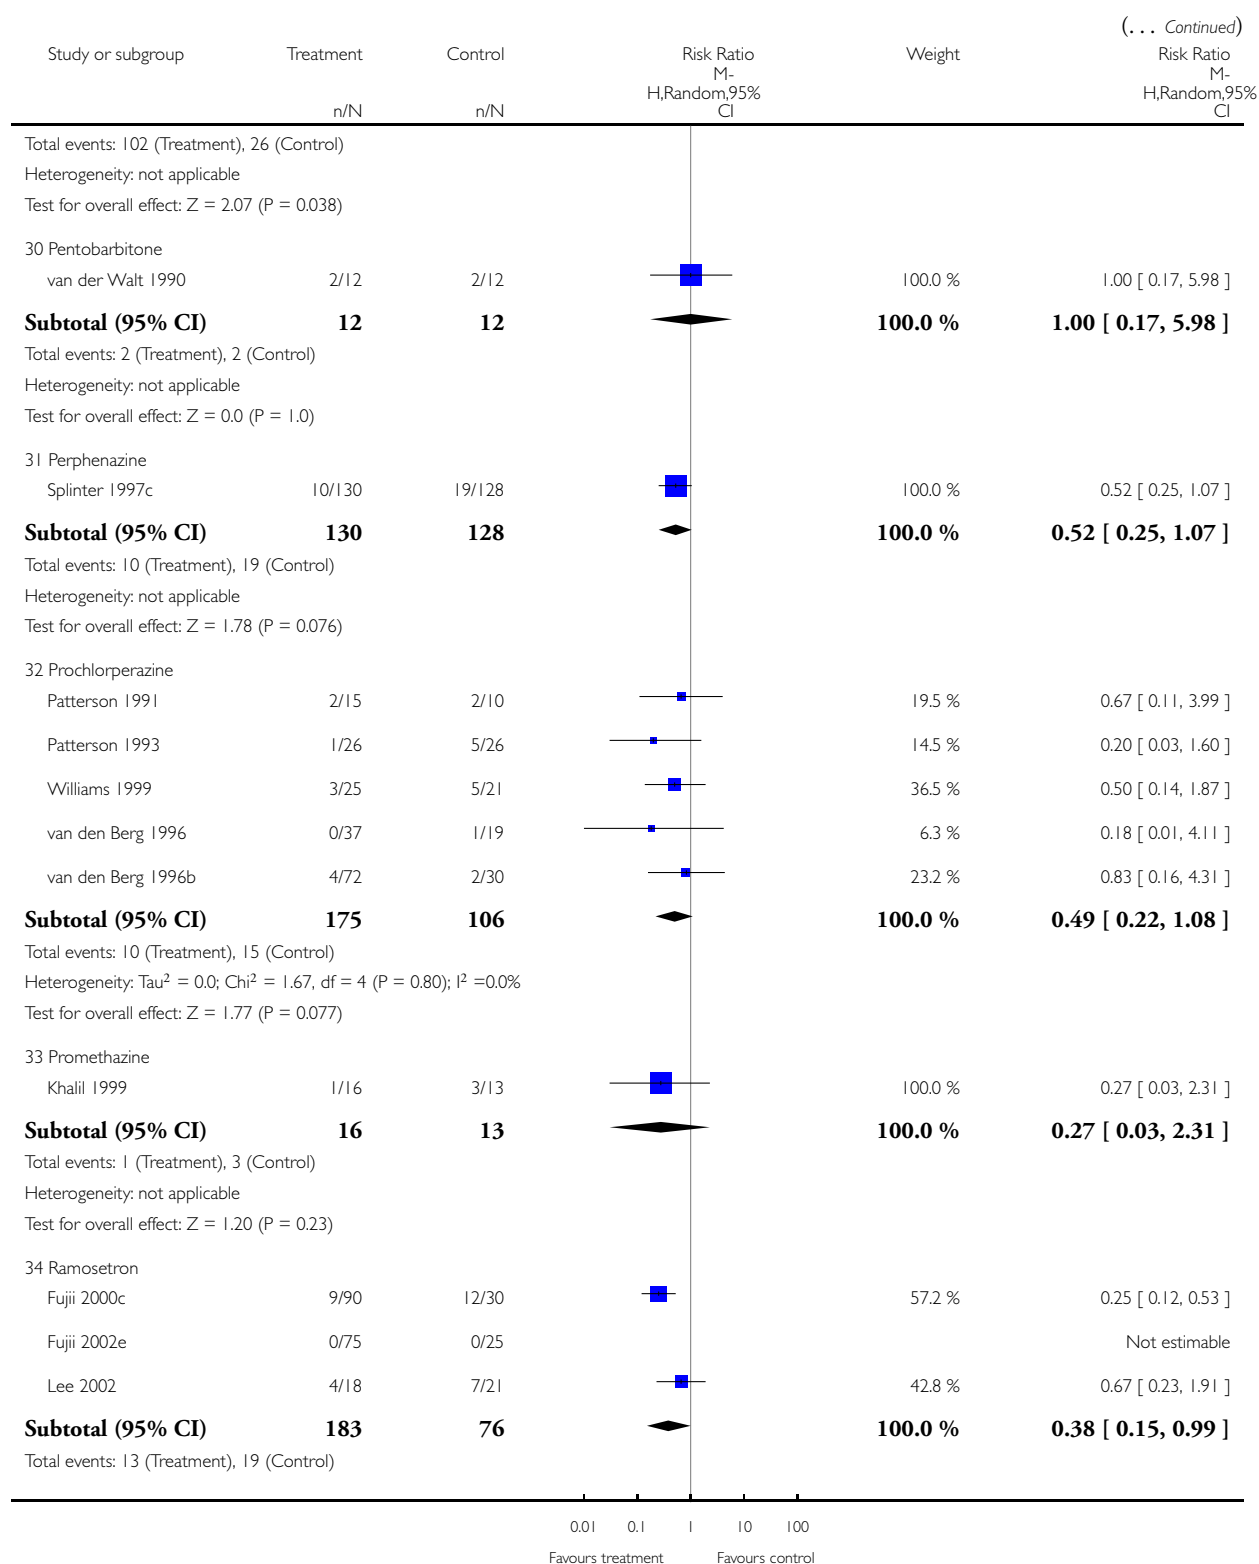 (. . . Continued)
Study or subgroup Treatment Control Risk Ratio Weight Risk Ratio
M- M-
H,Random,95% H,Random,95%
n/N n/N CI CI
Total events: 102 (Treatment), 26 (Control)
Heterogeneity: not applicable
Test for overall effect: Z = 2.07 (P = 0.038)
30 Pentobarbitone
van der Walt 1990 2/12 2/12 100.0 % 1.00 [ 0.17, 5.98 ]
Subtotal (95% CI) 12 12 100.0 % 1.00 [ 0.17, 5.98 ]
Total events: 2 (Treatment), 2 (Control)
Heterogeneity: not applicable
Test for overall effect: Z = 0.0 (P = 1.0)
31 Perphenazine
Splinter 1997c 10/130 19/128 100.0 % 0.52 [ 0.25, 1.07 ]
Subtotal (95% CI) 130 128 100.0 % 0.52 [ 0.25, 1.07 ]
Total events: 10 (Treatment), 19 (Control)
Heterogeneity: not applicable
Test for overall effect: Z = 1.78 (P = 0.076)
32 Prochlorperazine
Patterson 1991 2/15 2/10 19.5 % 0.67 [ 0.11, 3.99 ]
Patterson 1993 1/26 5/26 14.5 % 0.20 [ 0.03, 1.60 ]
Williams 1999 3/25 5/21 36.5 % 0.50 [ 0.14, 1.87 ]
van den Berg 1996 0/37 1/19 6.3 % 0.18 [ 0.01, 4.11 ]
van den Berg 1996b 4/72 2/30 23.2 % 0.83 [ 0.16, 4.31 ]
Subtotal (95% CI) 175 106 100.0 % 0.49 [ 0.22, 1.08 ]
Total events: 10 (Treatment), 15 (Control)
Heterogeneity: Tau² = 0.0; Chi² = 1.67, df = 4 (P = 0.80); I² =0.0%
Test for overall effect: Z = 1.77 (P = 0.077)
33 Promethazine
Khalil 1999 1/16 3/13 100.0 % 0.27 [ 0.03, 2.31 ]
Subtotal (95% CI) 16 13 100.0 % 0.27 [ 0.03, 2.31 ]
Total events: 1 (Treatment), 3 (Control)
Heterogeneity: not applicable
Test for overall effect: Z = 1.20 (P = 0.23)
34 Ramosetron
Fujii 2000c 9/90 12/30 57.2 % 0.25 [ 0.12, 0.53 ]
Fujii 2002e 0/75 0/25 Not estimable
Lee 2002 4/18 7/21 42.8 % 0.67 [ 0.23, 1.91 ]
Subtotal (95% CI) 183 76 100.0 % 0.38 [ 0.15, 0.99 ]
Total events: 13 (Treatment), 19 (Control)
0.01 0.1 1 10 100
Favours treatment Favours control